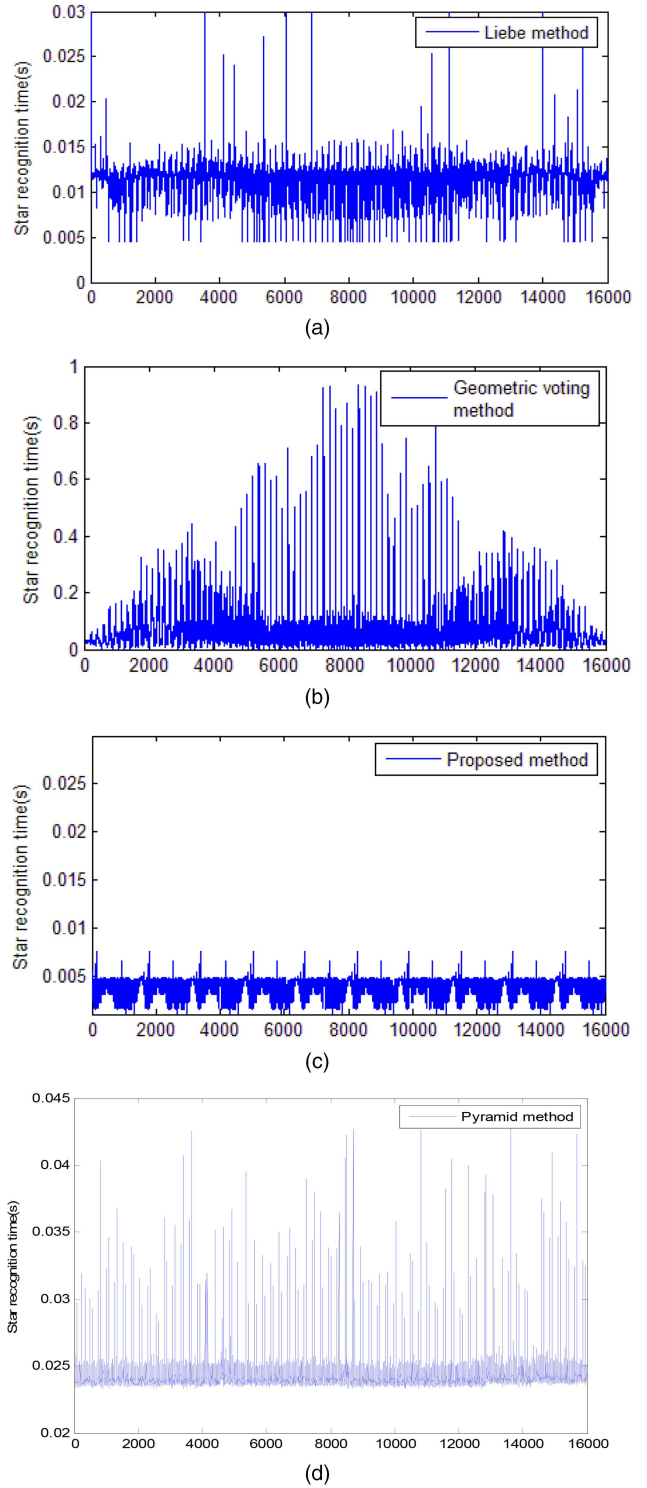 0.03
0.025
0.02
0.015
0.01
0.005
0
Star recognition time(s)
Liebe method
0 2000 4000 6000 8000 10000 12000 14000 16000
(a)
1
0.8
0.6
0.4
0.2
0
Star recognition time(s)
Geometric voting
method
0 2000 4000 6000 8000 10000 12000 14000 16000
(b)
0.025
0.02
0.015
0.01
0.005
Star recognition time(s)
Proposed method
0 2000 4000 6000 8000 10000 12000 14000 16000
(c)
0.045
0.04
0.035
0.03
0.025
0.02
Star recognition time(s)
Pyramid method
0 2000 4000 6000 8000 10000 12000 14000 16000
(d)